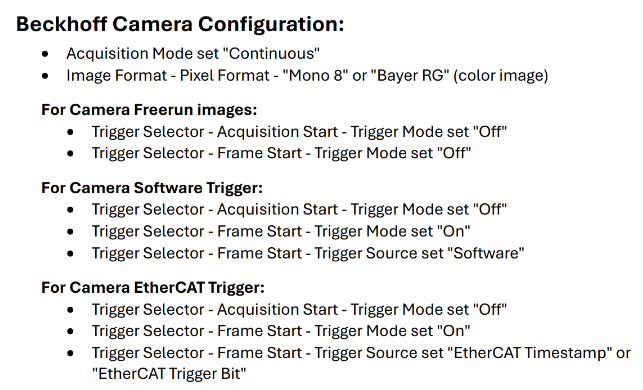 Beckhoff Camera Configuration:
• Acquisition Mode set "Continuous"
• Image Format - Pixel Format - "Mono 8" or "Bayer RG" (color image)
For Camera Freerun images:
• Trigger Selector - Acquisition Start - Trigger Mode set "Off"
• Trigger Selector - Frame Start - Trigger Mode set "Off"
For Camera Software Trigger:
• Trigger Selector - Acquisition Start - Trigger Mode set "Off"
• Trigger Selector - Frame Start - Trigger Mode set "On"
• Trigger Selector - Frame Start - Trigger Source set "Software"
For Camera EtherCAT Trigger:
• Trigger Selector - Acquisition Start - Trigger Mode set "Off"
• Trigger Selector - Frame Start - Trigger Mode set "On"
• Trigger Selector - Frame Start - Trigger Source set "EtherCAT Timestamp" or
"EtherCAT Trigger Bit"